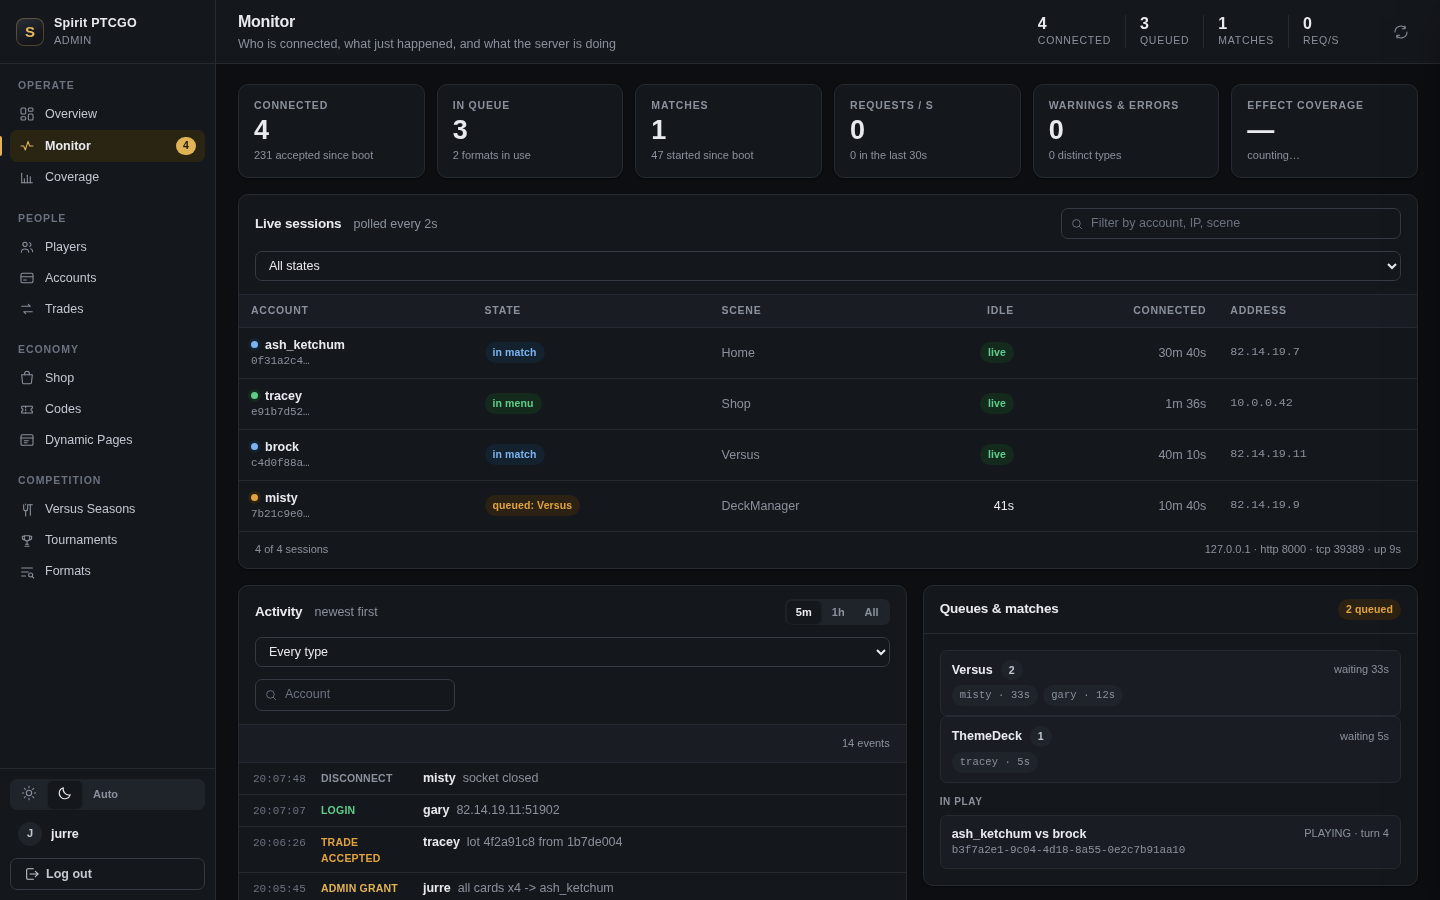 S
Spirit PTCGO
ADMIN
OPERATE
Overview
Monitor 4
Coverage
PEOPLE
Players
Accounts
Trades
ECONOMY
Shop
Codes
Dynamic Pages
COMPETITION
Versus Seasons
Tournaments
Formats
Auto
J jurre
Log out
Monitor
Who is connected, what just happened, and what the server is doing
4 CONNECTED
3 QUEUED
1 MATCHES
0 REQ/S
CONNECTED
4
231 accepted since boot
IN QUEUE
3
2 formats in use
MATCHES
1
47 started since boot
REQUESTS / S
0
0 in the last 30s
WARNINGS & ERRORS
0
0 distinct types
EFFECT COVERAGE
—
counting…
Live sessions polled every 2s
Filter by account, IP, scene
All states
ACCOUNT STATE SCENE IDLE CONNECTED ADDRESS
ash_ketchum in match Home live 30m 40s 82.14.19.7
0f31a2c4…
tracey in menu Shop live 1m 36s 10.0.0.42
e91b7d52…
brock in match Versus live 40m 10s 82.14.19.11
c4d0f88a…
misty queued: Versus DeckManager 41s 10m 40s 82.14.19.9
7b21c9e0…
4 of 4 sessions 127.0.0.1 · http 8000 · tcp 39389 · up 9s
Activity newest first 5m 1h All
Every type
Account
14 events
20:07:48 DISCONNECT misty socket closed
20:07:07 LOGIN gary 82.14.19.11:51902
20:06:26 TRADE ACCEPTED tracey lot 4f2a91c8 from 1b7de004
20:05:45 ADMIN GRANT jurre all cards x4 -> ash_ketchum
Queues & matches 2 queued
Versus 2 waiting 33s
misty · 33s gary · 12s
ThemeDeck 1 waiting 5s
tracey · 5s
IN PLAY
ash_ketchum vs brock PLAYING · turn 4
b3f7a2e1-9c04-4d18-8a55-0e2c7b91aa10